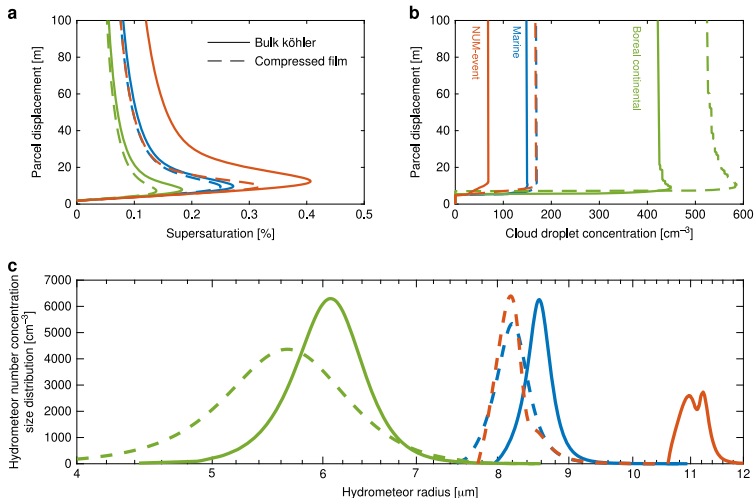 a
100
80
60
40
20
0
Parcel displacement [m]
0
0.1
0.2
0.3
0.4
0.5
Supersaturation [%]
Bulk köhler
Compressed film
b
100
80
60
40
20
0
Parcel displacement [m]
0
100
200
300
400
500
600
Cloud droplet concentration [cm⁻³]
NUM-event
Marine
Boreal continental
c
7000
6000
5000
4000
3000
2000
1000
0
Hydrometeor number concentration
size distribution [cm⁻³]
4
5
6
7
8
9
10
11
12
Hydrometeor radius [μm]